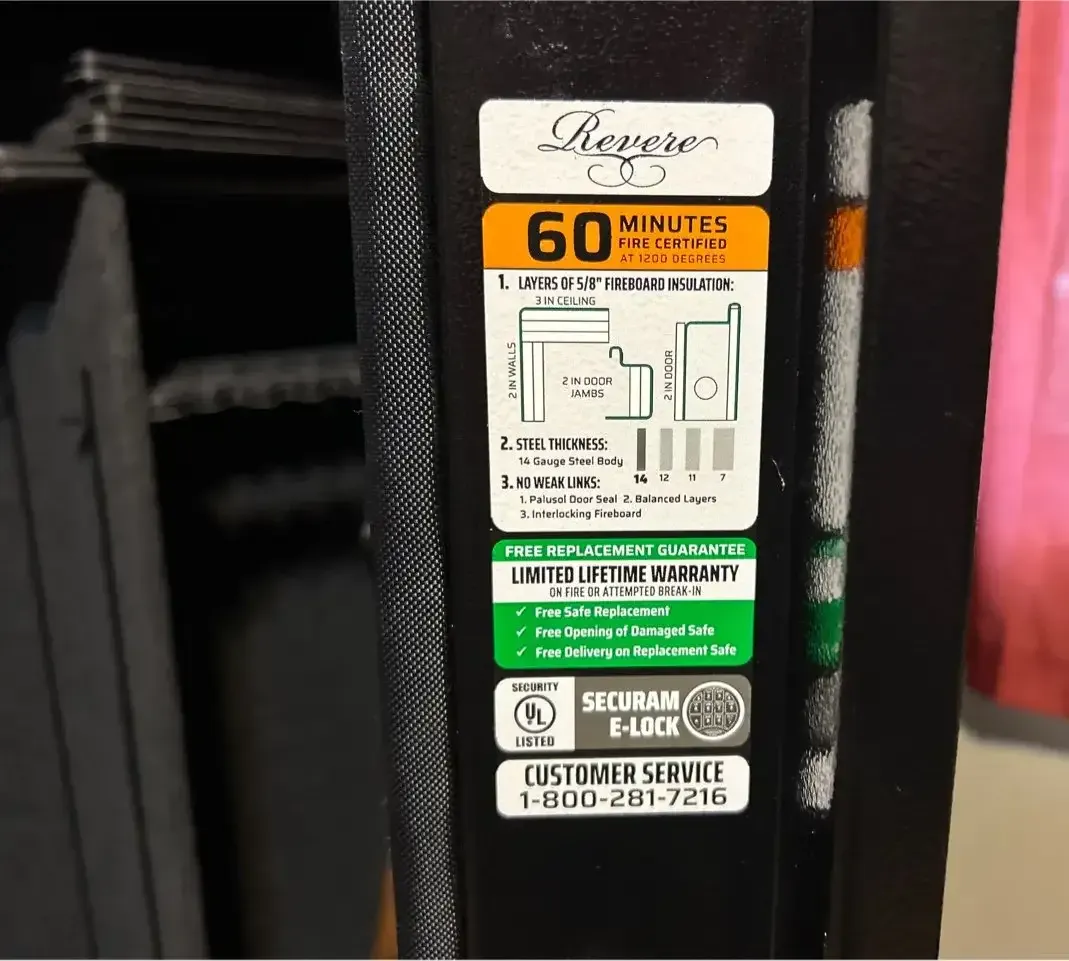 Revere
60 MINUTES
FIRE CERTIFIED
AT 1200 DEGREES
1. LAYERS OF 5/8" FIREBOARD INSULATION:
3 IN CEILING
2 IN WALLS
2 IN DOOR
JAMBS
2 IN DOOR
2. STEEL THICKNESS:
14 Gauge Steel Body
14 12 11 7
3. NO WEAK LINKS:
1. Palusol Door Seal 2. Balanced Layers
3. Interlocking Fireboard
FREE REPLACEMENT GUARANTEE
LIMITED LIFETIME WARRANTY
ON FIRE OR ATTEMPTED BREAK-IN
✓ Free Safe Replacement
✓ Free Opening of Damaged Safe
✓ Free Delivery on Replacement Safe
SECURITY
UL
LISTED
SECURAM
E-LOCK
CUSTOMER SERVICE
1-800-281-7216